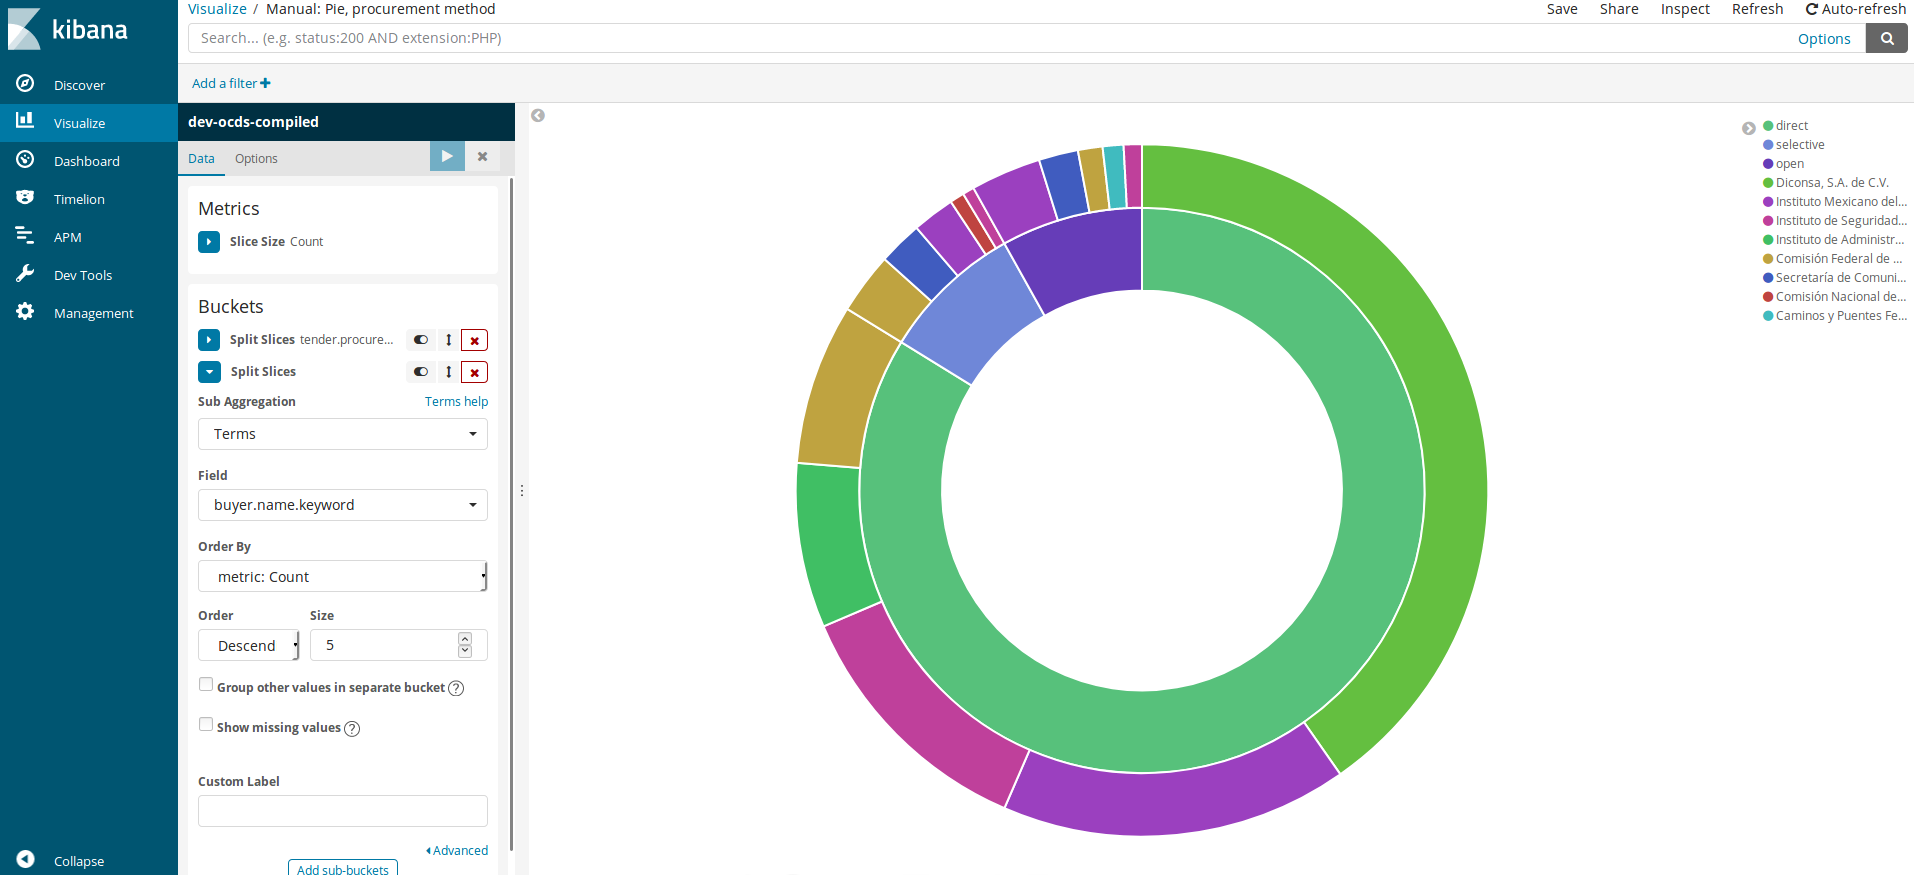 kibana
Discover
Visualize
Dashboard
Timelion
APM
Dev Tools
Management
Collapse
Visualize / Manual: Pie, procurement method
Save Share Inspect Refresh Auto-refresh
Search... (e.g. status:200 AND extension:PHP)
Options
Add a filter
dev-ocds-compiled
Data Options
Metrics
Slice Size Count
Buckets
Split Slices tender.procure...
Split Slices
Sub Aggregation Terms help
Terms
Field
buyer.name.keyword
Order By
metric: Count
Order Size
Descend 5
Group other values in separate bucket ?
Show missing values ?
Custom Label
Advanced
Add sub-buckets
direct
selective
open
Diconsa, S.A. de C.V.
Instituto Mexicano del...
Instituto de Seguridad...
Instituto de Administr...
Comisión Federal de ...
Secretaría de Comuni...
Comisión Nacional de...
Caminos y Puentes Fe...